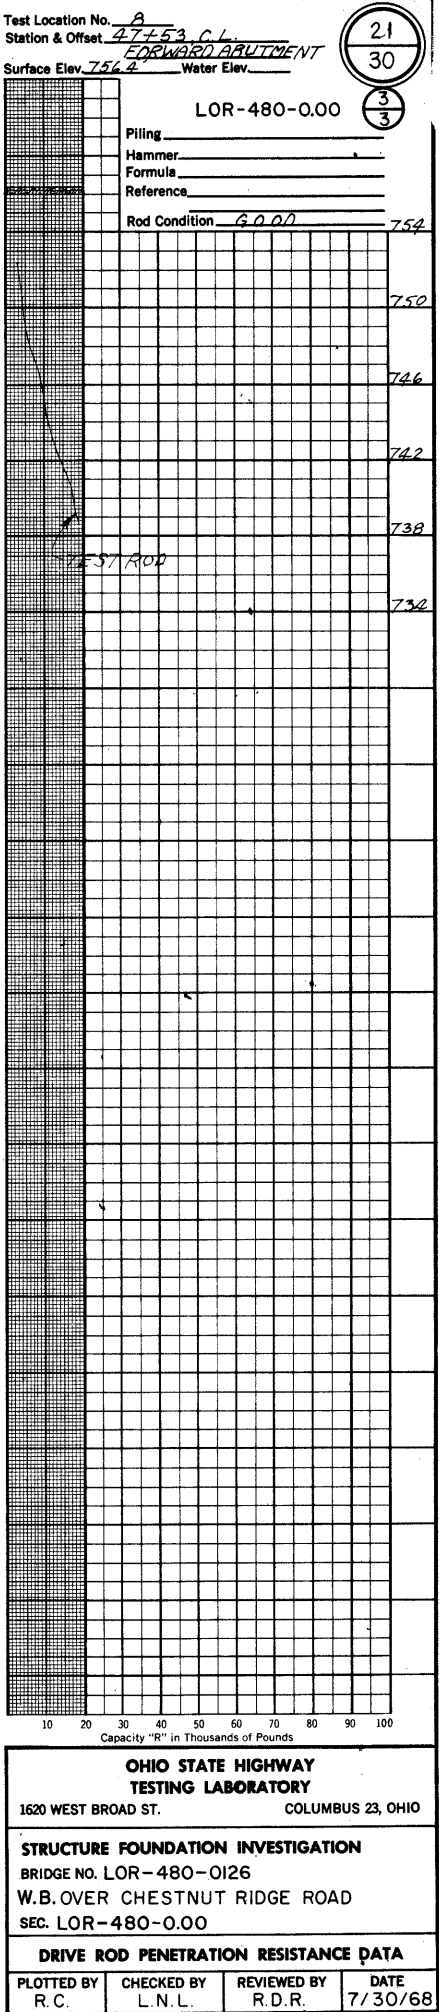 Test Location No. 8
Station & Offset 47+53, C.L.
FORWARD ABUTMENT
Surface Elev. 756.4 Water Elev.
21
30
LOR-480-0.00
3
3
Piling
Hammer
Formula
Reference
Rod Condition GOOD
754
750
746
742
738
TEST ROD
734
10 20 30 40 50 60 70 80 90 100
Capacity "R" in Thousands of Pounds
OHIO STATE HIGHWAY
TESTING LABORATORY
1620 WEST BROAD ST. COLUMBUS 23, OHIO
STRUCTURE FOUNDATION INVESTIGATION
BRIDGE NO. LOR-480-0126
W.B. OVER CHESTNUT RIDGE ROAD
SEC. LOR-480-0.00
DRIVE ROD PENETRATION RESISTANCE DATA
PLOTTED BY CHECKED BY REVIEWED BY DATE
R.C. L.N.L. R.D.R. 7/30/68